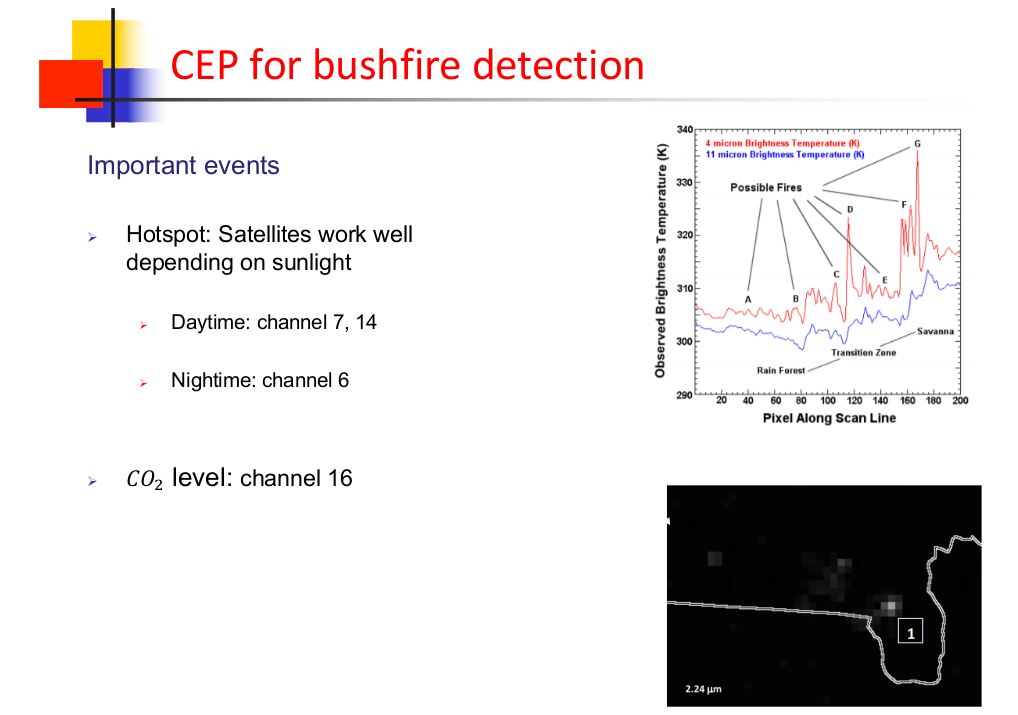 CEP for bushfire detection
Important events
Hotspot: Satellites work well
depending on sunlight
Daytime: channel 7, 14
Nightime: channel 6
𝐶𝑂₂ level: channel 16
340
330
320
310
300
290
Observed Brightness Temperature (K)
4 micron Brightness Temperature (K)
11 micron Brightness Temperature (K)
Possible Fires
G
F
D
C
E
A
B
Savanna
Transition Zone
Rain Forest
20 40 60 80 100 120 140 160 180 200
Pixel Along Scan Line
1
2.24 µm